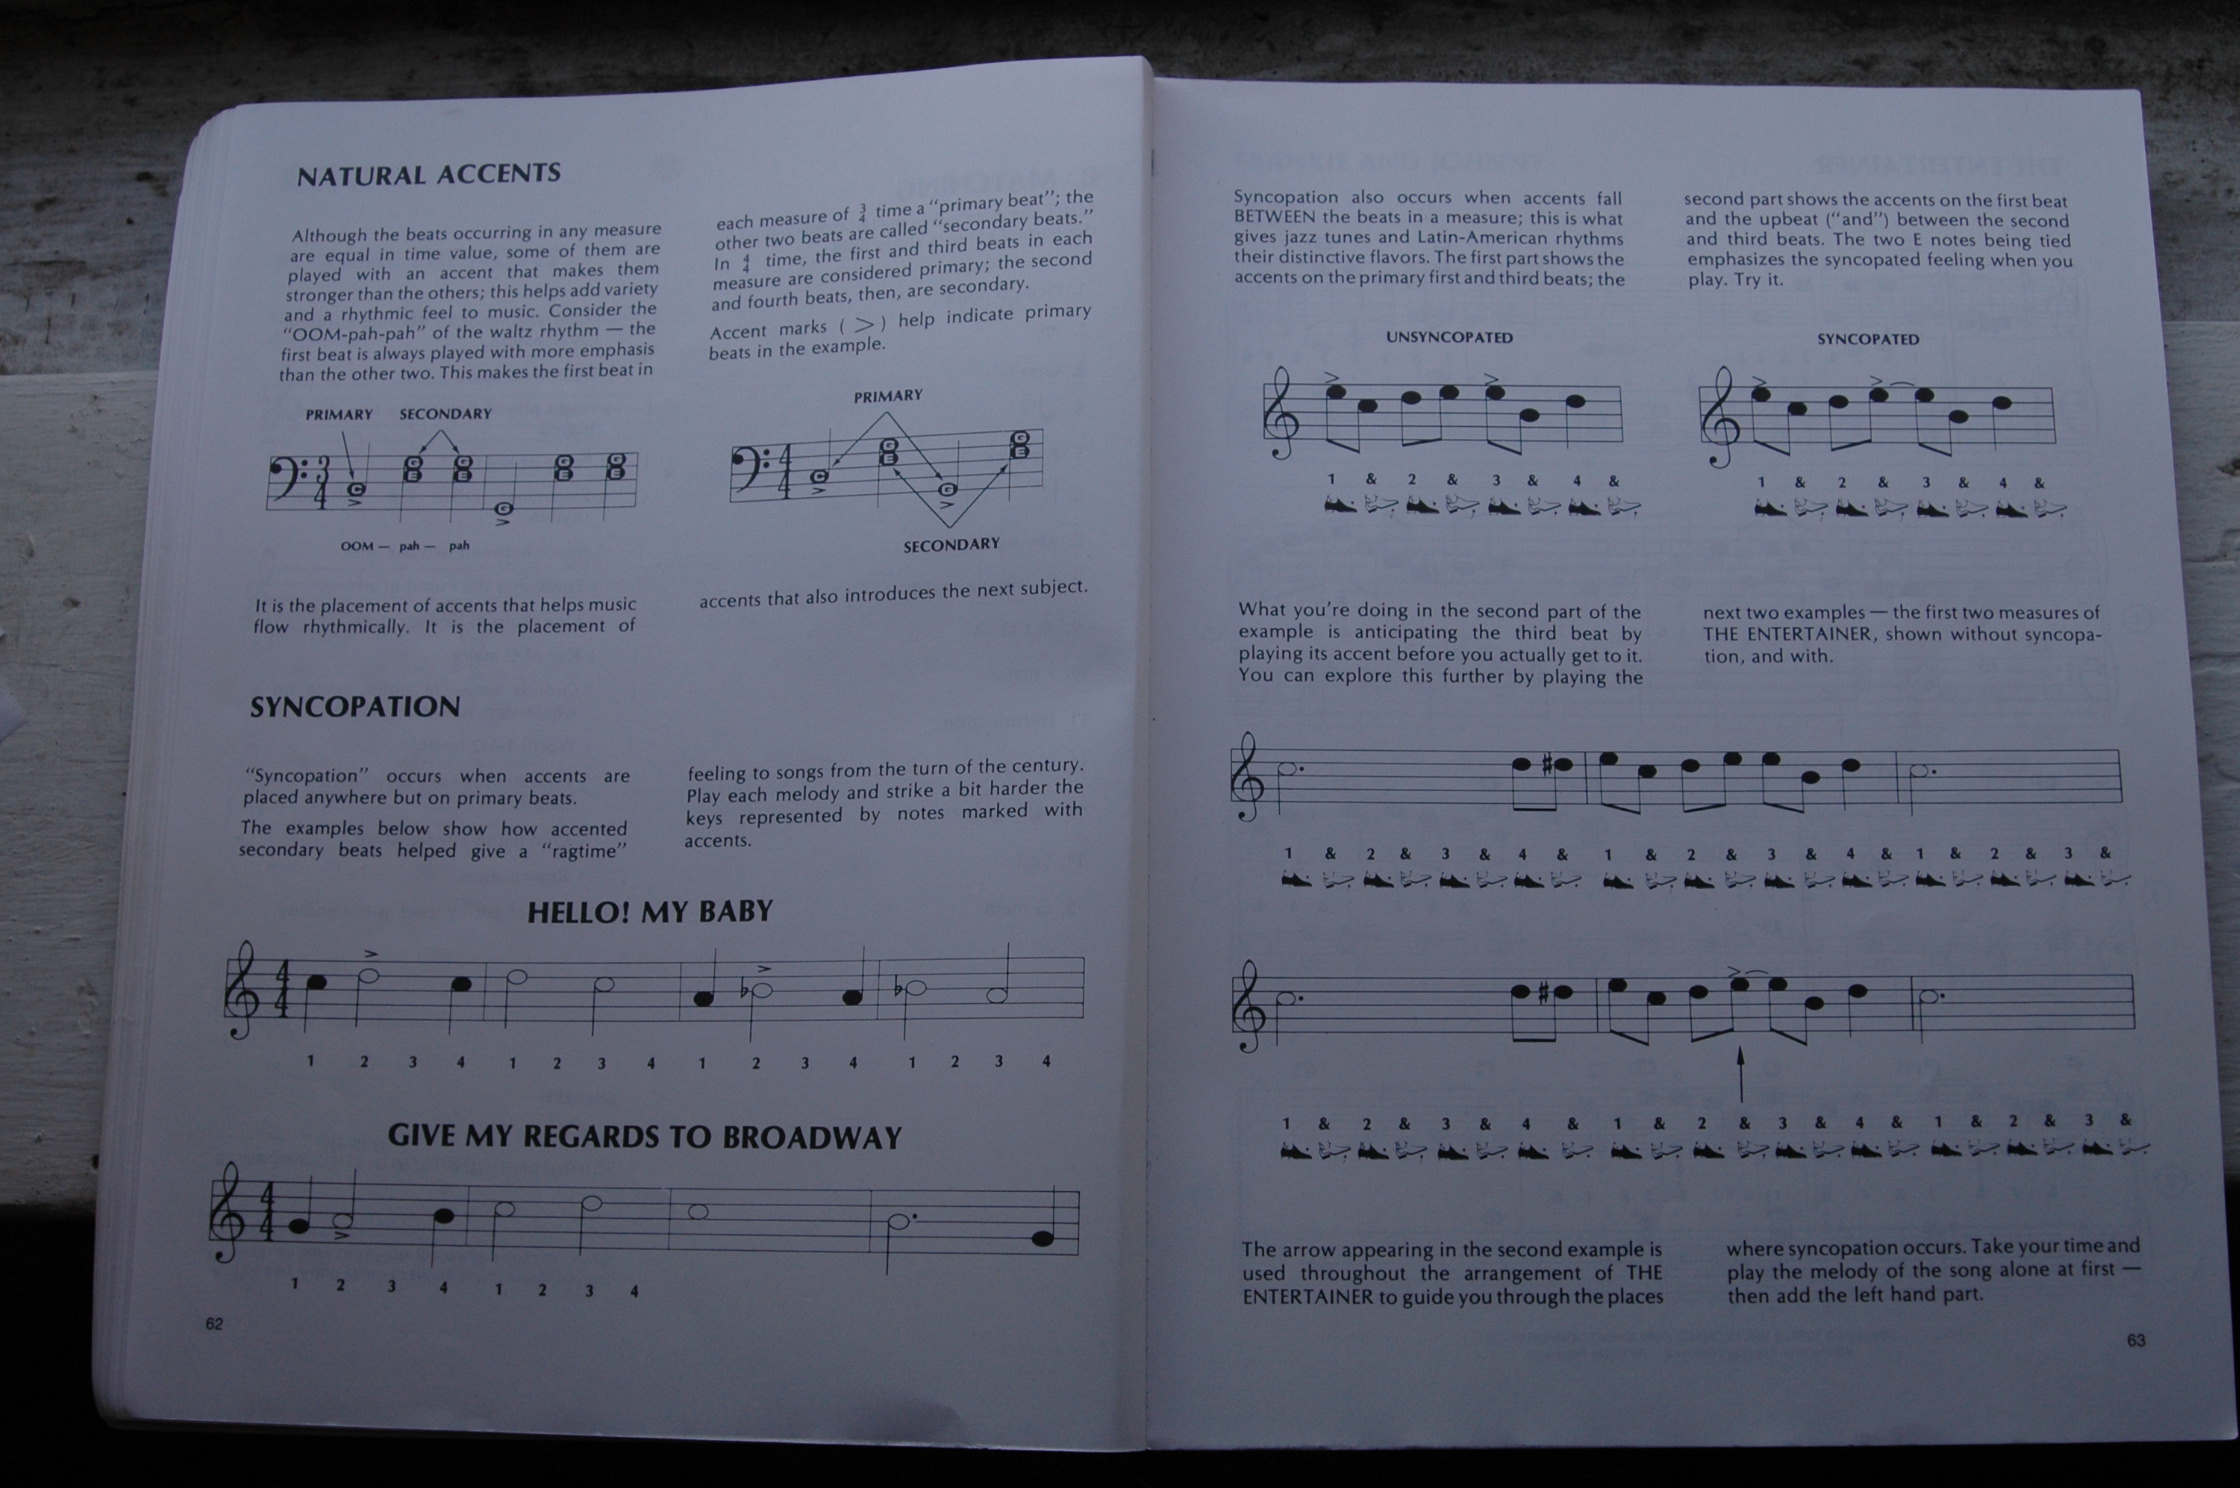 NATURAL ACCENTS
Although the beats occurring in any measure
are equal in time value, some of them are
played with an accent that makes them
stronger than the others; this helps add variety
and a rhythmic feel to music. Consider the
“OOM-pah-pah” of the waltz rhythm — the
first beat is always played with more emphasis
than the other two. This makes the first beat in
each measure of 3/4 time a “primary beat”; the
other two beats are called “secondary beats.”
In 4/4 time, the first and third beats in each
measure are considered primary; the second
and fourth beats, then, are secondary.
Accent marks ( > ) help indicate primary
beats in the example.
PRIMARY SECONDARY
3 4 C G E G E G G E G E
OOM — pah — pah
PRIMARY
4 4 C G E G G E
SECONDARY
It is the placement of accents that helps music
flow rhythmically. It is the placement of
accents that also introduces the next subject.
SYNCOPATION
“Syncopation” occurs when accents are
placed anywhere but on primary beats.
The examples below show how accented
secondary beats helped give a “ragtime”
feeling to songs from the turn of the century.
Play each melody and strike a bit harder the
keys represented by notes marked with
accents.
HELLO! MY BABY
4 4
1 2 3 4 1 2 3 4 1 2 3 4 1 2 3 4
GIVE MY REGARDS TO BROADWAY
4 4
1 2 3 4 1 2 3 4
62
Syncopation also occurs when accents fall
BETWEEN the beats in a measure; this is what
gives jazz tunes and Latin-American rhythms
their distinctive flavors. The first part shows the
accents on the primary first and third beats; the
second part shows the accents on the first beat
and the upbeat (“and”) between the second
and third beats. The two E notes being tied
emphasizes the syncopated feeling when you
play. Try it.
UNSYNCOPATED
1 & 2 & 3 & 4 &
SYNCOPATED
1 & 2 & 3 & 4 &
What you’re doing in the second part of the
example is anticipating the third beat by
playing its accent before you actually get to it.
You can explore this further by playing the
next two examples — the first two measures of
THE ENTERTAINER, shown without syncopa-
tion, and with.
1 & 2 & 3 & 4 & 1 & 2 & 3 & 4 & 1 & 2 & 3 &
1 & 2 & 3 & 4 & 1 & 2 & 3 & 4 & 1 & 2 & 3 &
The arrow appearing in the second example is
used throughout the arrangement of THE
ENTERTAINER to guide you through the places
where syncopation occurs. Take your time and
play the melody of the song alone at first —
then add the left hand part.
63